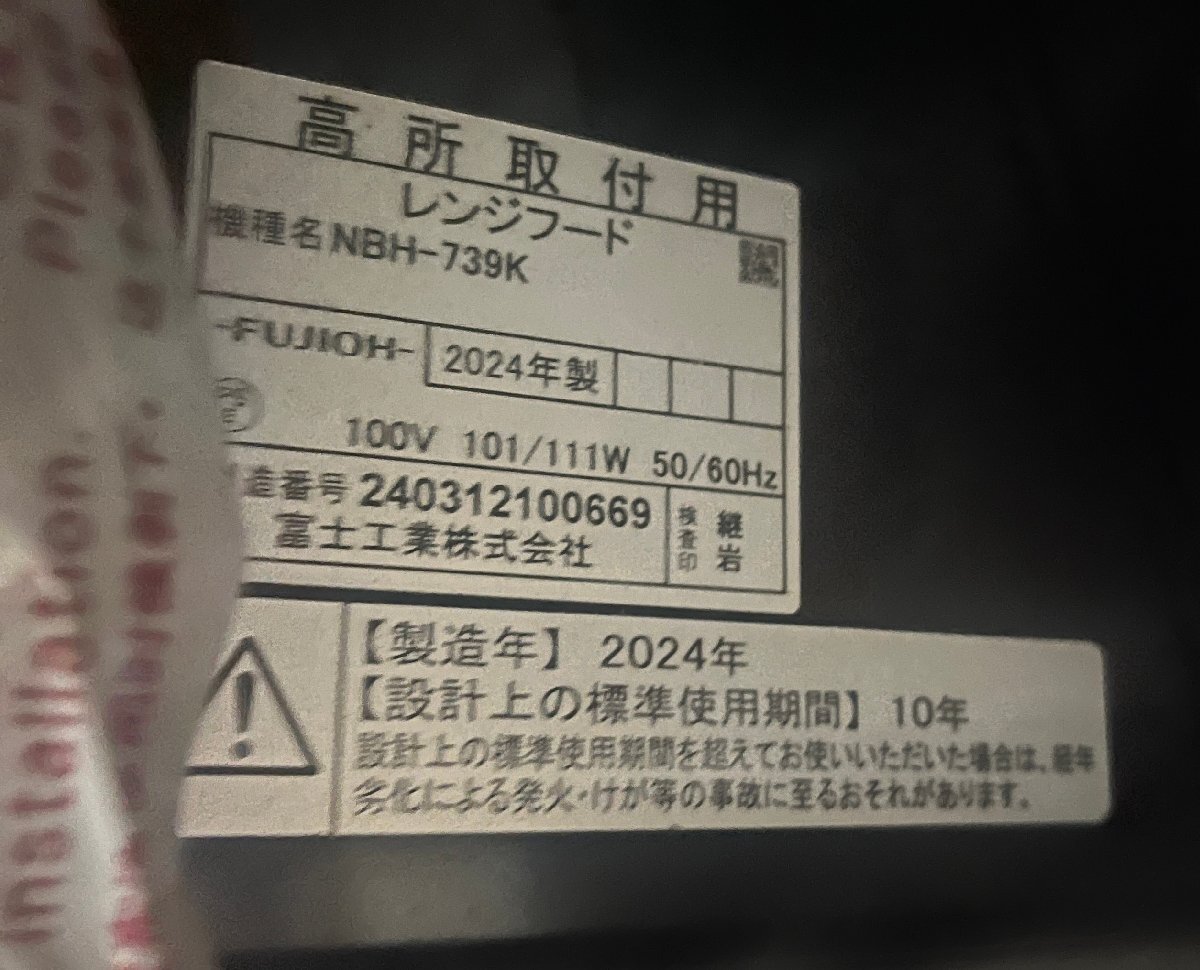 高所取付用
レンジフード
機種名 NBH-739K
-FUJIOH-
2024年製
100V 101/111W 50/60Hz
造番号 240312100669
富士工業株式会社
検査印
継岩
【製造年】 2024年
【設計上の標準使用期間】 10年
設計上の標準使用期間を超えてお使いいただいた場合は、経年
劣化による発火・けが等の事故に至るおそれがあります。
Installation.